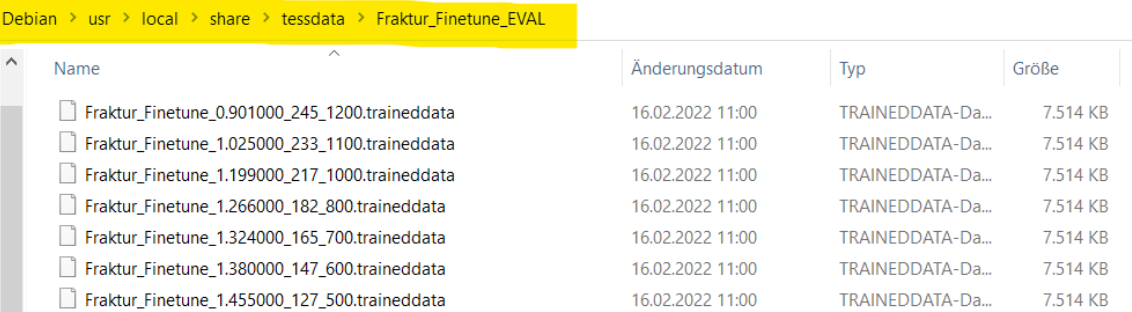 Debian > usr > local > share > tessdata > Fraktur_Finetune_EVAL
Name Änderungsdatum Typ Größe
Fraktur_Finetune_0.901000_245_1200.traineddata 16.02.2022 11:00 TRAINEDDATA-Da... 7.514 KB
Fraktur_Finetune_1.025000_233_1100.traineddata 16.02.2022 11:00 TRAINEDDATA-Da... 7.514 KB
Fraktur_Finetune_1.199000_217_1000.traineddata 16.02.2022 11:00 TRAINEDDATA-Da... 7.514 KB
Fraktur_Finetune_1.266000_182_800.traineddata 16.02.2022 11:00 TRAINEDDATA-Da... 7.514 KB
Fraktur_Finetune_1.324000_165_700.traineddata 16.02.2022 11:00 TRAINEDDATA-Da... 7.514 KB
Fraktur_Finetune_1.380000_147_600.traineddata 16.02.2022 11:00 TRAINEDDATA-Da... 7.514 KB
Fraktur_Finetune_1.455000_127_500.traineddata 16.02.2022 11:00 TRAINEDDATA-Da... 7.514 KB